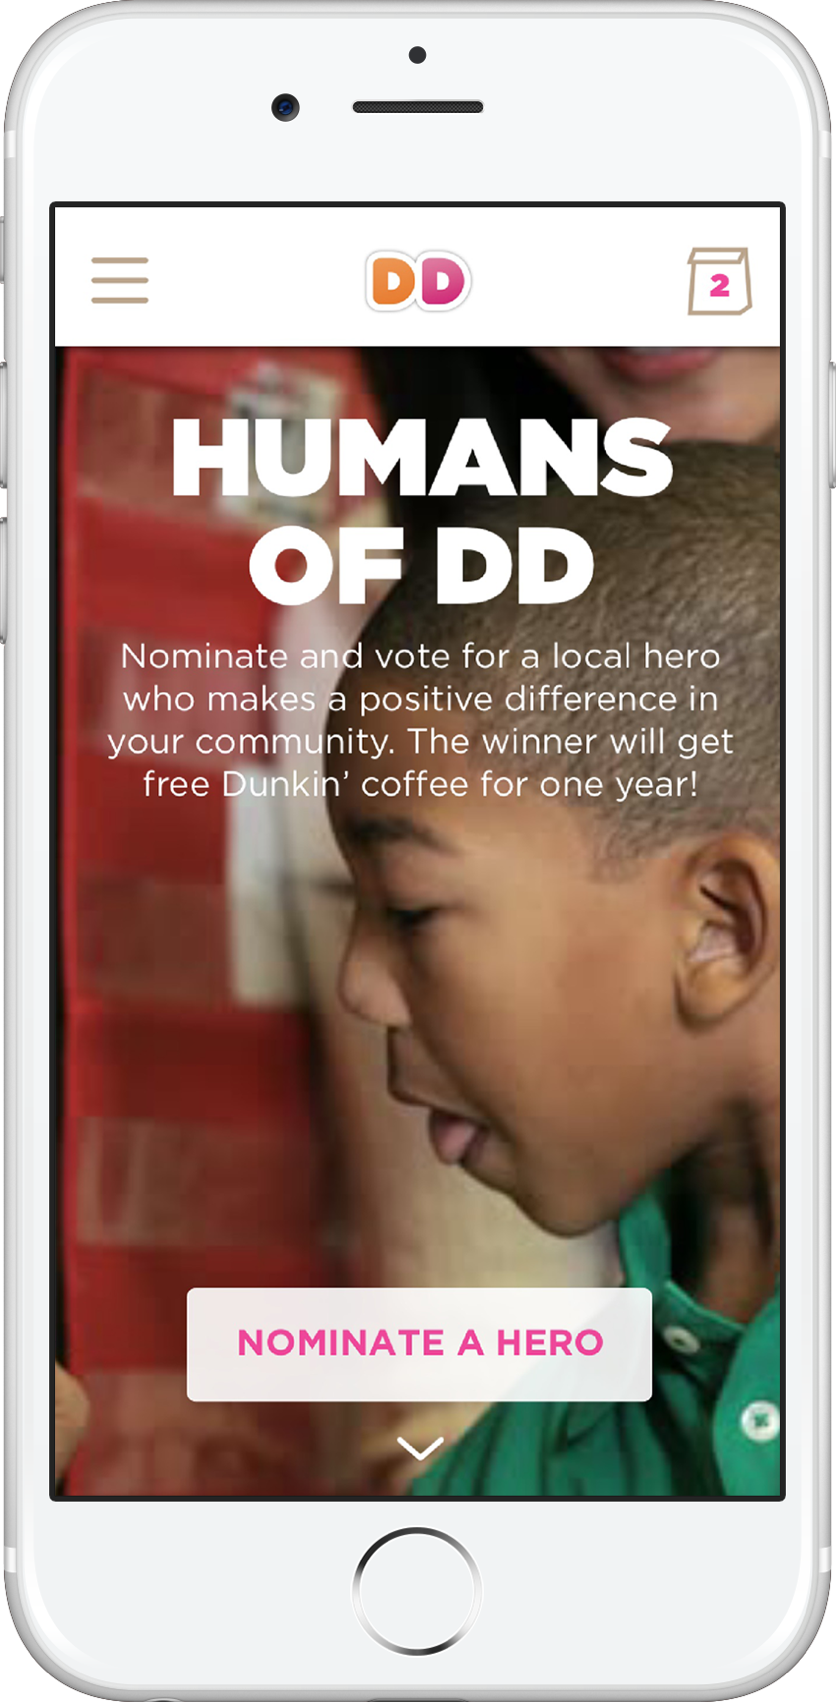 DD
2
HUMANS
OF DD
Nominate and vote for a local hero
who makes a positive difference in
your community. The winner will get
free Dunkin’ coffee for one year!
NOMINATE A HERO